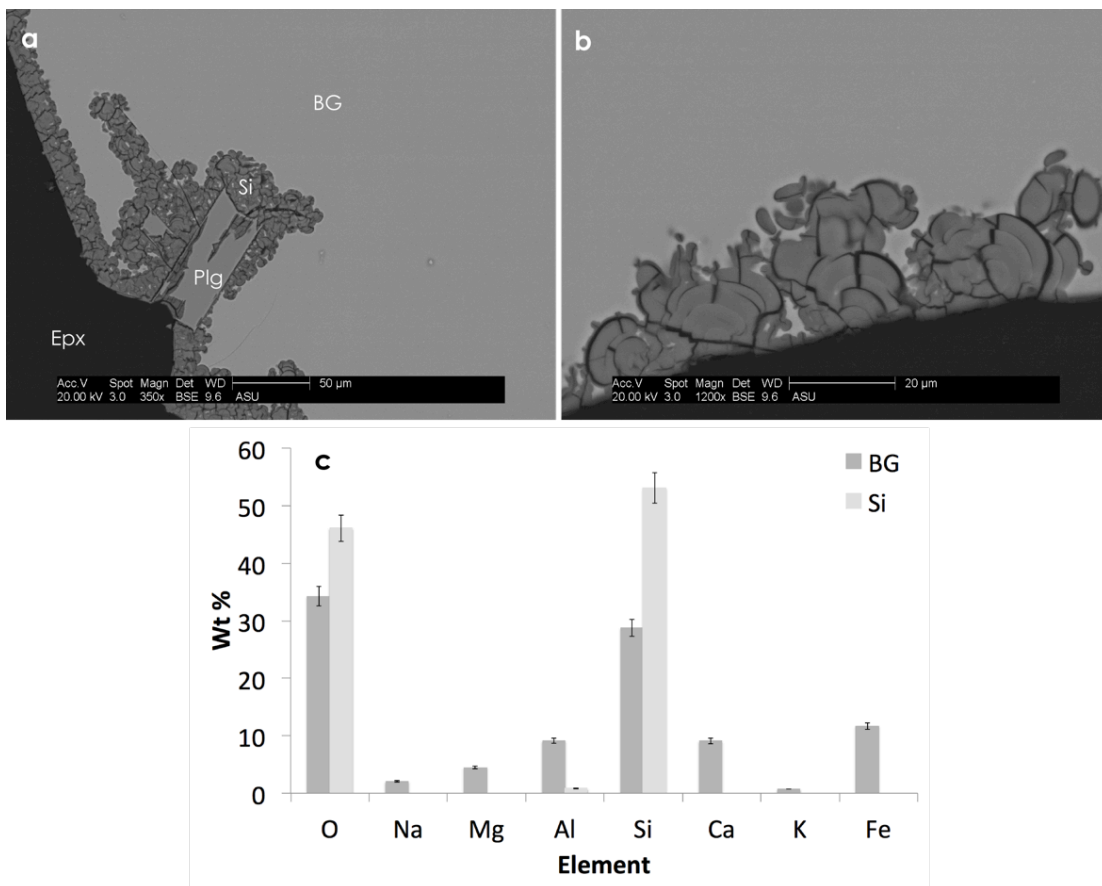 a
BG
Si
Plg
Epx
Acc.V Spot Magn Det WD 50 µm
20.00 kV 3.0 350x BSE 9.6 ASU
b
Acc.V Spot Magn Det WD 20 µm
20.00 kV 3.0 1200x BSE 9.6 ASU
c
BG
Si
60
50
40
30
20
10
0
Wt %
O Na Mg Al Si Ca K Fe
Element